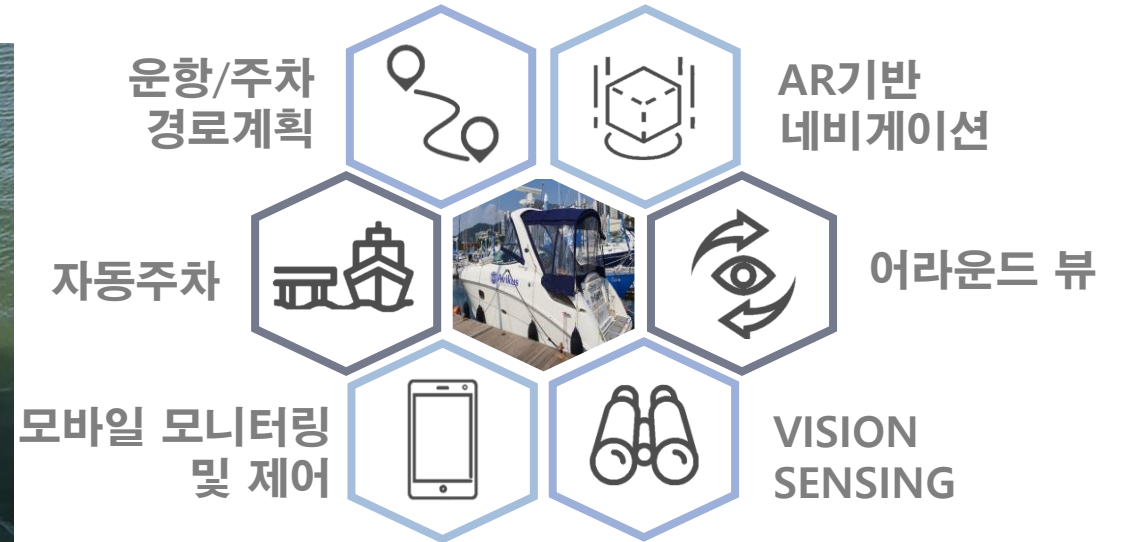 운항/주차
경로계획
AR기반
네비게이션
자동주차
어라운드 뷰
모바일 모니터링
및 제어
VISION
SENSING